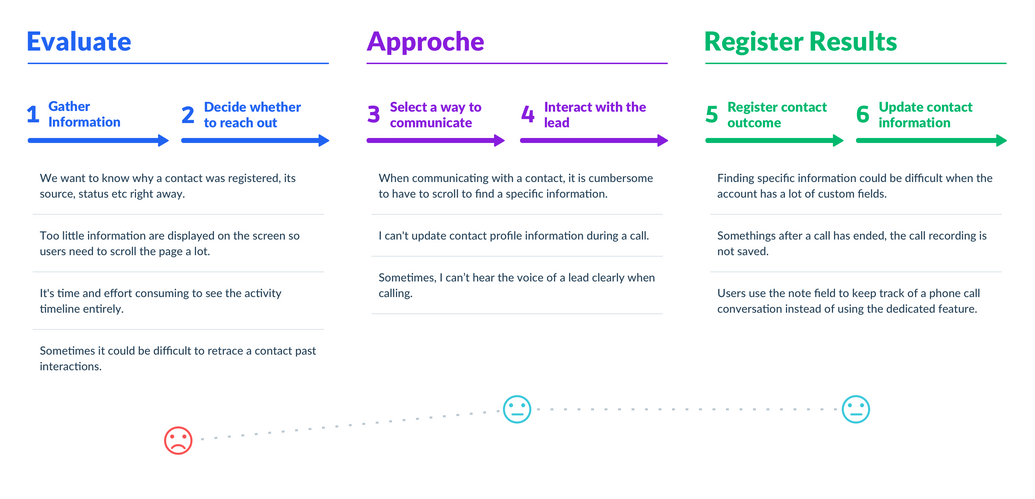 Evaluate
1 Gather
Information
2 Decide whether
to reach out
We want to know why a contact was registered, its
source, status etc right away.
Too little information are displayed on the screen so
users need to scroll the page a lot.
It's time and effort consuming to see the activity
timeline entirely.
Sometimes it could be difficult to retrace a contact past
interactions.
Approche
3 Select a way to
communicate
4 Interact with the
lead
When communicating with a contact, it is cumbersome
to have to scroll to find a specific information.
I can't update contact profile information during a call.
Sometimes, I can't hear the voice of a lead clearly when
calling.
Register Results
5 Register contact
outcome
6 Update contact
information
Finding specific information could be difficult when the
account has a lot of custom fields.
Somethings after a call has ended, the call recording is
not saved.
Users use the note field to keep track of a phone call
conversation instead of using the dedicated feature.